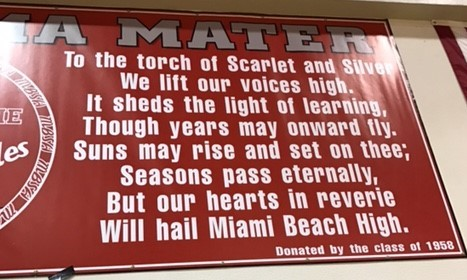 MA MATER
To the torch of Scarlet and Silver
We lift our voices high.
It sheds the light of learning,
Though years may onward fly.
Suns may rise and set on thee;
Seasons pass eternally,
But our hearts in reverie
Will hail Miami Beach High.
Donated by the class of 1958